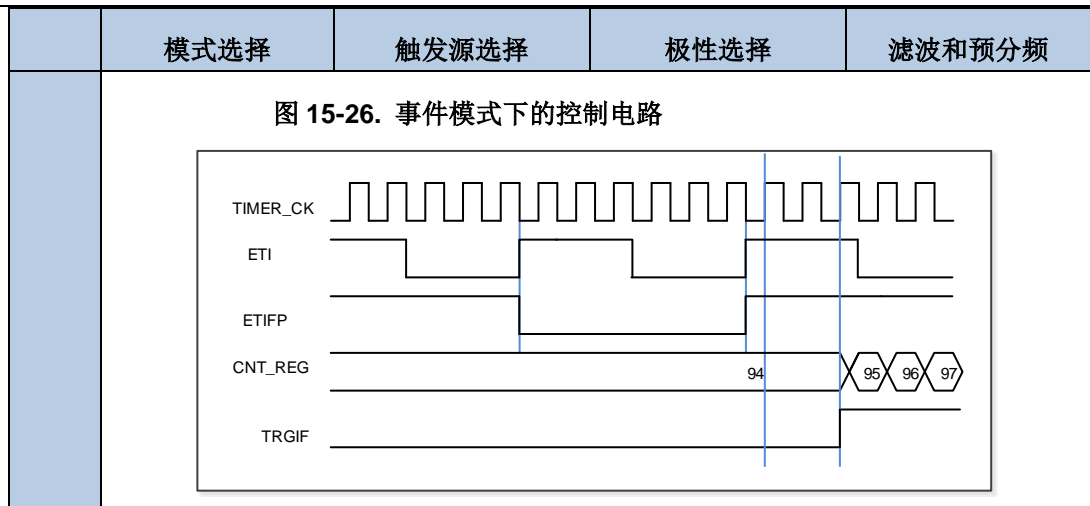 模式选择 触发源选择 极性选择 滤波和预分频
图 15-26. 事件模式下的控制电路
TIMER_CK
ETI
ETIFP
CNT_REG 94 95 96 97
TRGIF